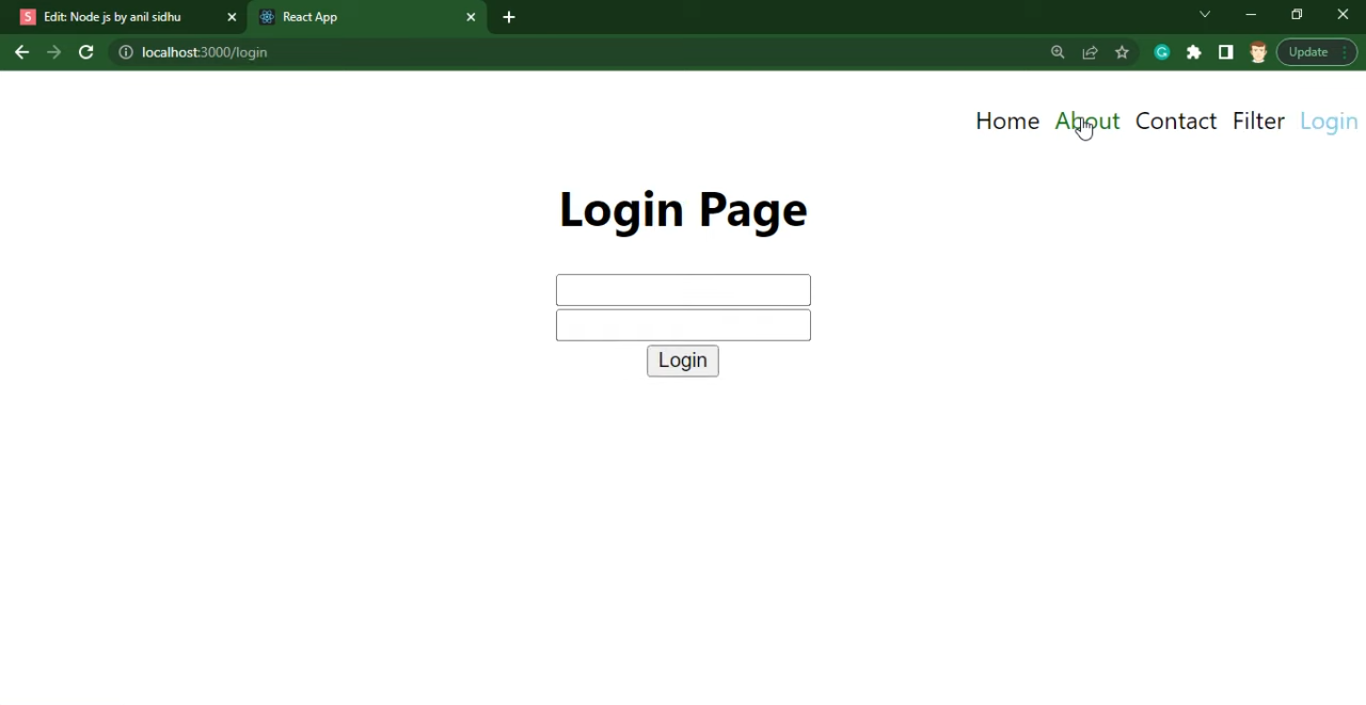 S Edit: Node js by anil sidhu
React App
localhost:3000/login
Update
Home About Contact Filter Login
Login Page
Login